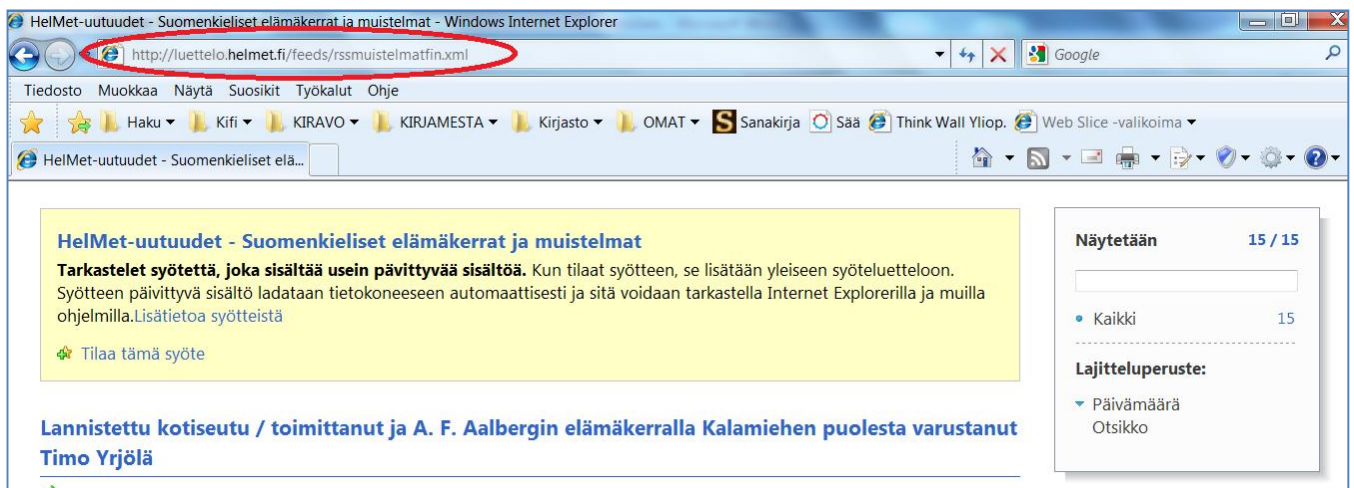 HelMet-uutuudet - Suomenkieliset elämäkerrat ja muistelmat - Windows Internet Explorer
http://luettelo.helmet.fi/feeds/rssmuistelmatfin.xml
Google
Tiedosto Muokkaa Näytä Suosikit Työkalut Ohje
Haku Kifi KIRAVO KIRJAMESTA Kirjasto OMAT Sanakirja Sää Think Wall Yliop. Web Slice -valikoima
HelMet-uutuudet - Suomenkieliset elä...
HelMet-uutuudet - Suomenkieliset elämäkerrat ja muistelmat
Tarkastelet syötettä, joka sisältää usein pävittyvää sisältöä. Kun tilaat syötteen, se lisätään yleiseen syöteluetteloon.
Syötteen päivittyvä sisältö ladataan tietokoneeseen automaattisesti ja sitä voidaan tarkastella Internet Explorerilla ja muilla
ohjelmilla.Lisätietoa syötteistä
Tilaa tämä syöte
Lannistettu kotiseutu / toimittanut ja A. F. Aalbergin elämäkerralla Kalamiehen puolesta varustanut
Timo Yrjölä
Näytetään 15 / 15
Kaikki 15
Lajitteluperuste:
Päivämäärä
Otsikko